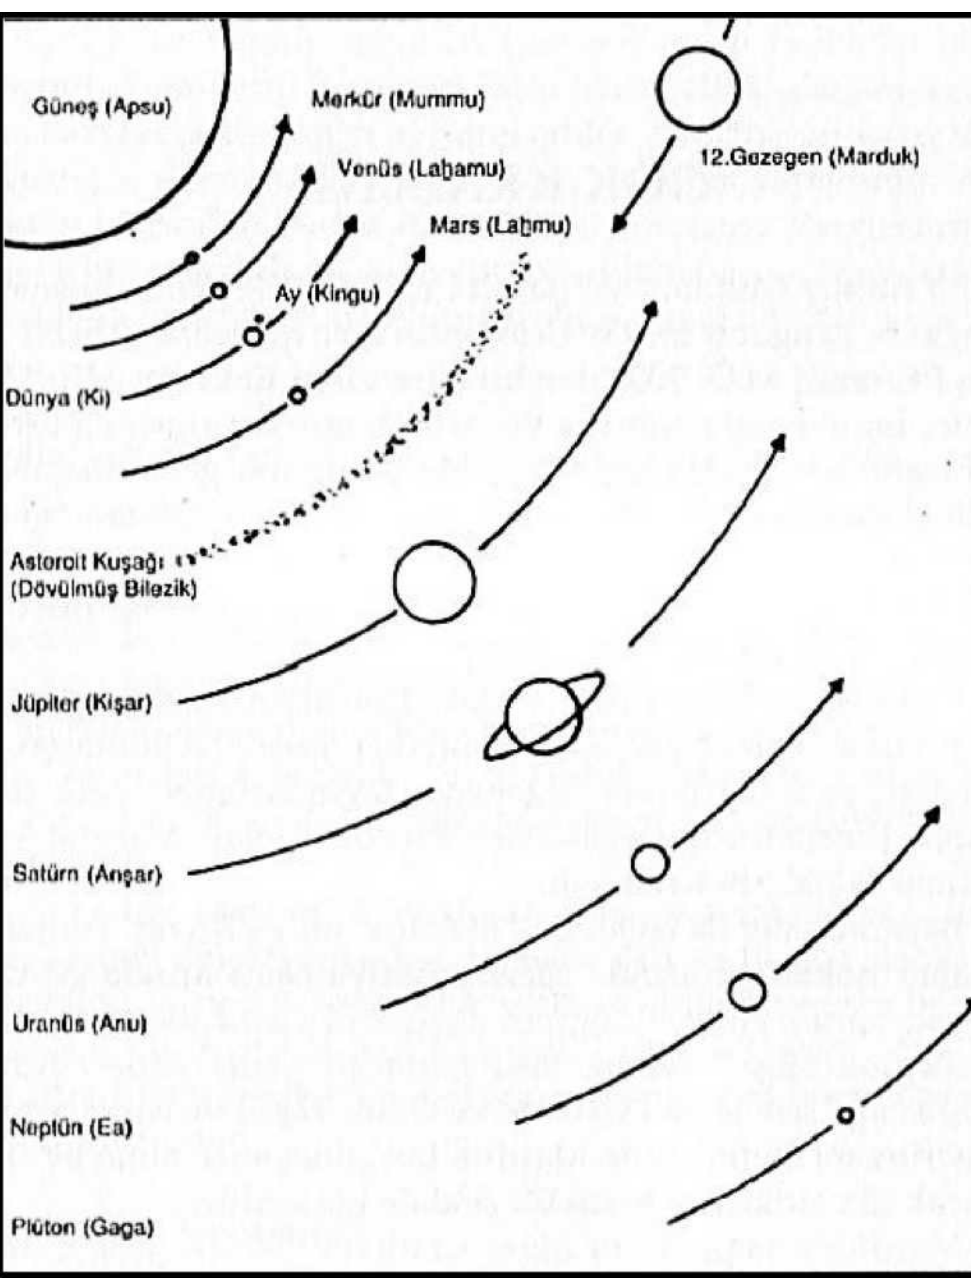 Güneş (Apsu)
Merkür (Mummu)
Venüs (Laḫamu)
12.Gezegen (Marduk)
Mars (Laḫmu)
Ay (Kingu)
Dünya (Ki)
Asteroit Kuşağı
(Dövülmüş Bilezik)
Jüpiter (Kişar)
Satürn (Anşar)
Uranüs (Anu)
Neptün (Ea)
Plüton (Gaga)